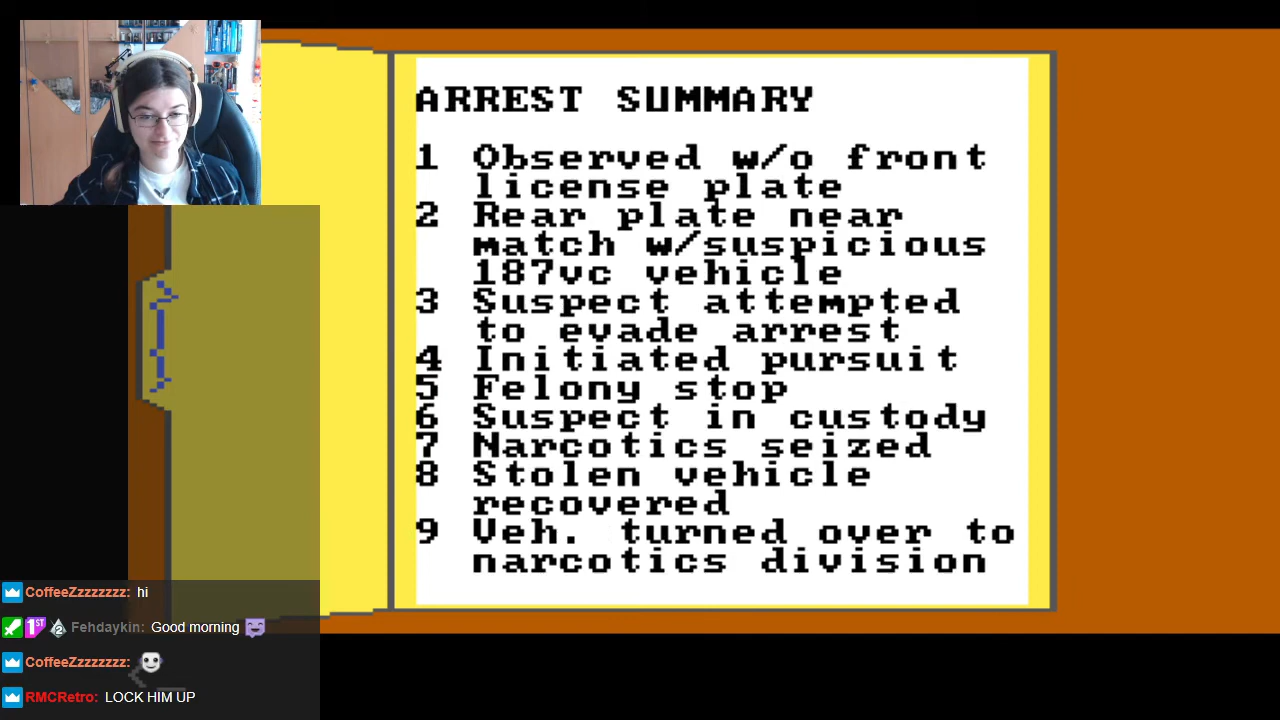 ARREST SUMMARY
1 Observed w/o front
license plate
2 Rear plate near
match w/suspicious
187vc vehicle
3 Suspect attempted
to evade arrest
4 Initiated pursuit
5 Felony stop
6 Suspect in custody
7 Narcotics seized
8 Stolen vehicle
recovered
9 Veh. turned over to
narcotics division
CoffeeZzzzzzzz: hi
1ST 2 Fehdaykin: Good morning
CoffeeZzzzzzzz:
RMCRetro: LOCK HIM UP